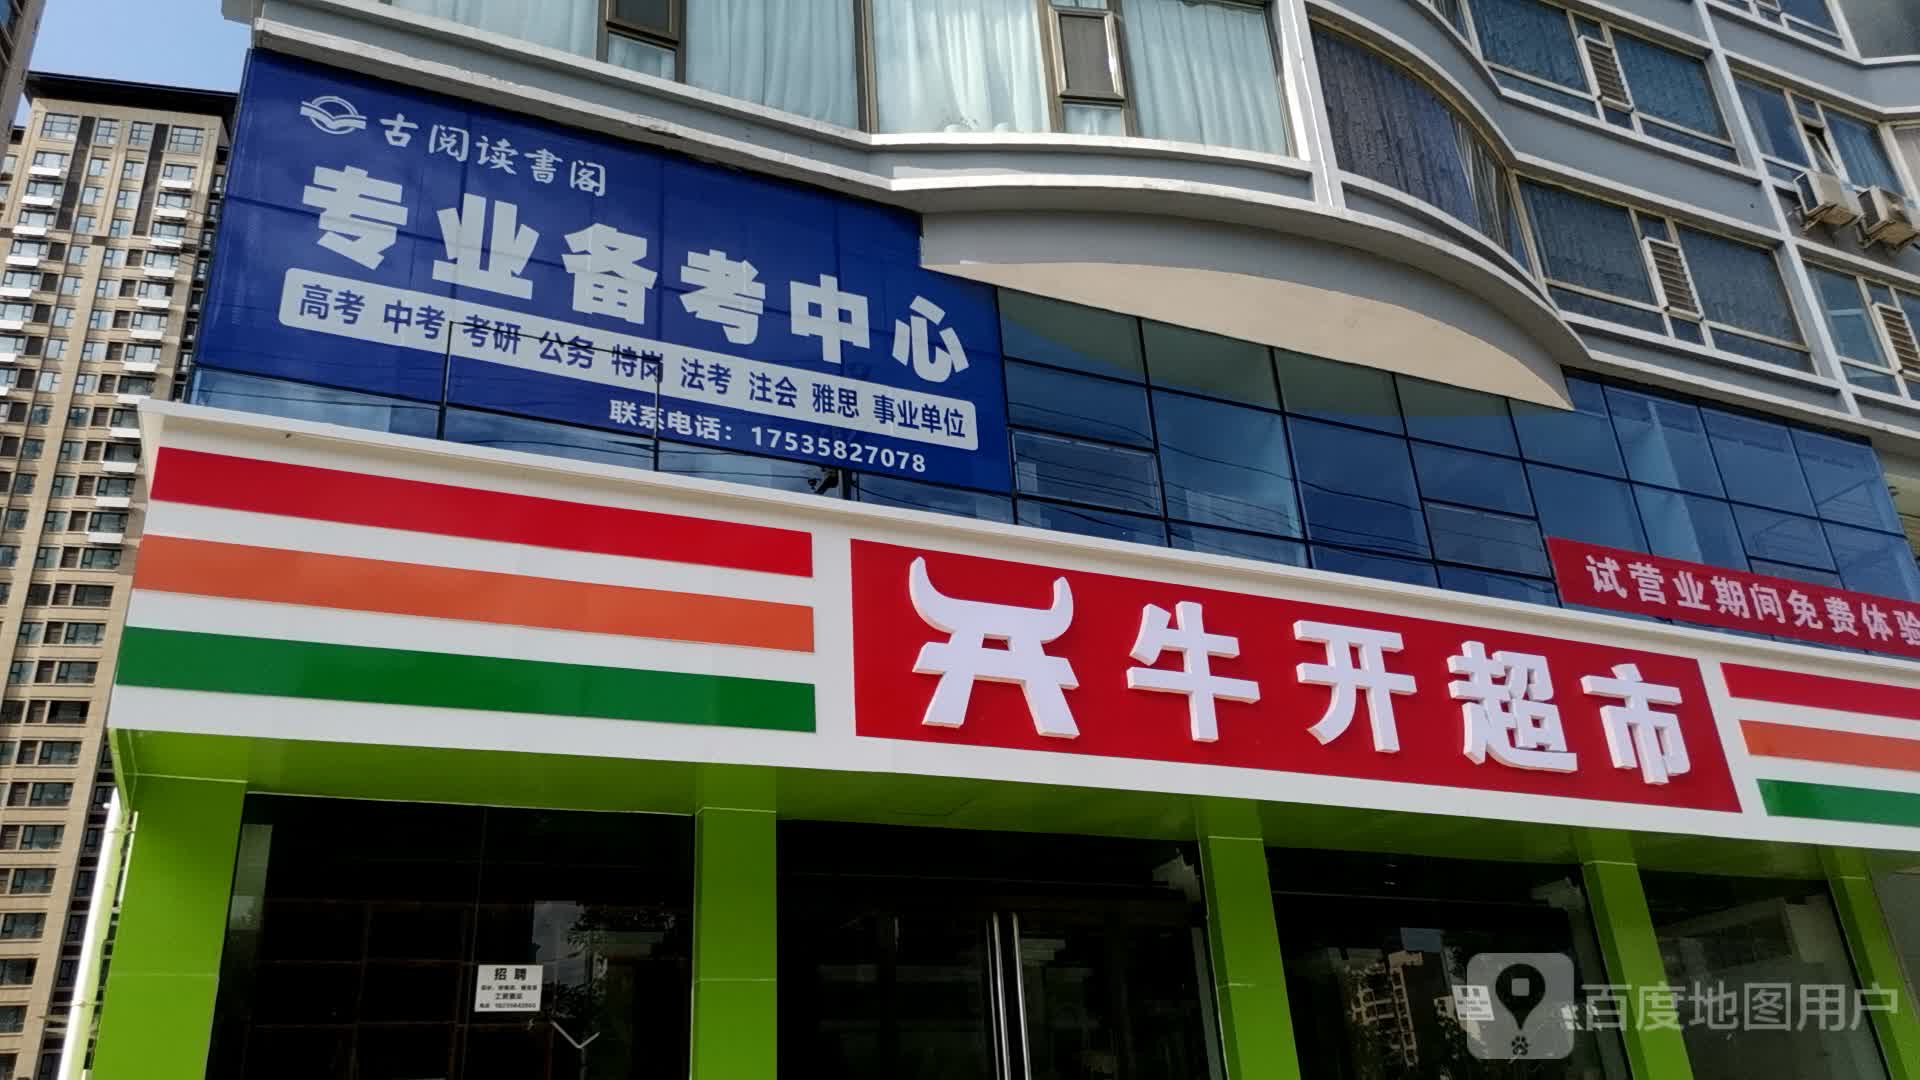 古阅读書阁
专业备考中心
高考 中考 考研 公务 特岗 法考 注会 雅思 事业单位
联系电话：17535827078
试营业期间免费体验
牛开超市
招聘
百度地图用户